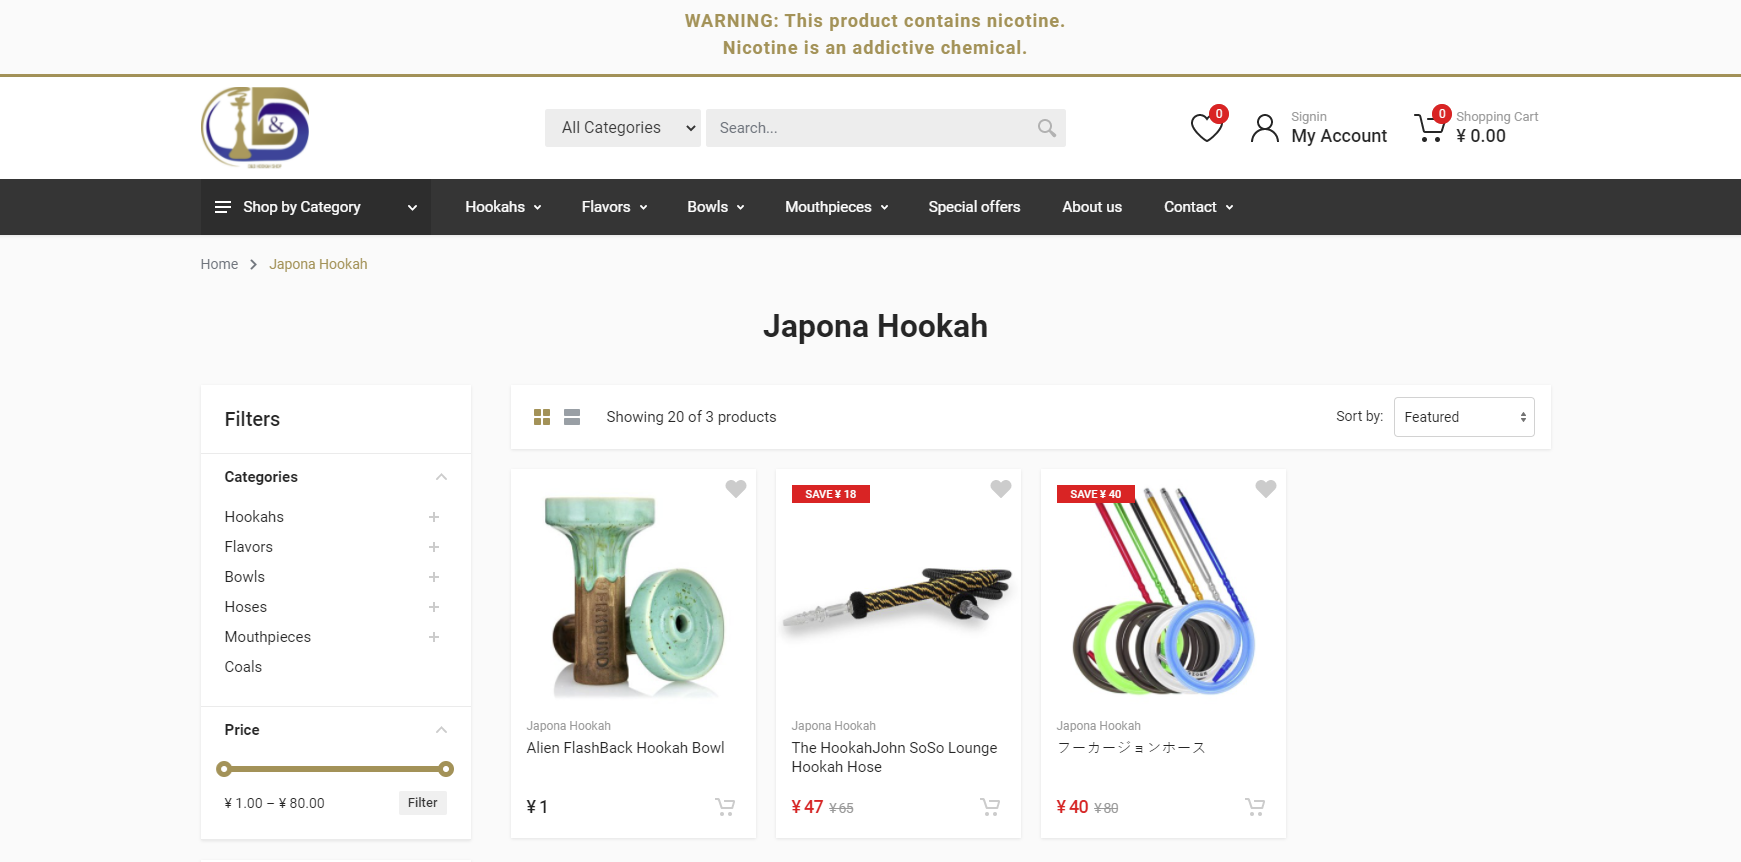 WARNING: This product contains nicotine.
Nicotine is an addictive chemical.
&
All Categories
Search...
0
Signin
My Account
0
Shopping Cart
¥ 0.00
Shop by Category
Hookahs
Flavors
Bowls
Mouthpieces
Special offers
About us
Contact
Home
Japona Hookah
Japona Hookah
Filters
Categories
Hookahs
Flavors
Bowls
Hoses
Mouthpieces
Coals
Price
¥ 1.00 – ¥ 80.00
Filter
Showing 20 of 3 products
Sort by:
Featured
Japona Hookah
Alien FlashBack Hookah Bowl
¥ 1
SAVE ¥ 18
Japona Hookah
The HookahJohn SoSo Lounge
Hookah Hose
¥ 47 ¥ 65
SAVE ¥ 40
Japona Hookah
フーカージョンホース
¥ 40 ¥ 80